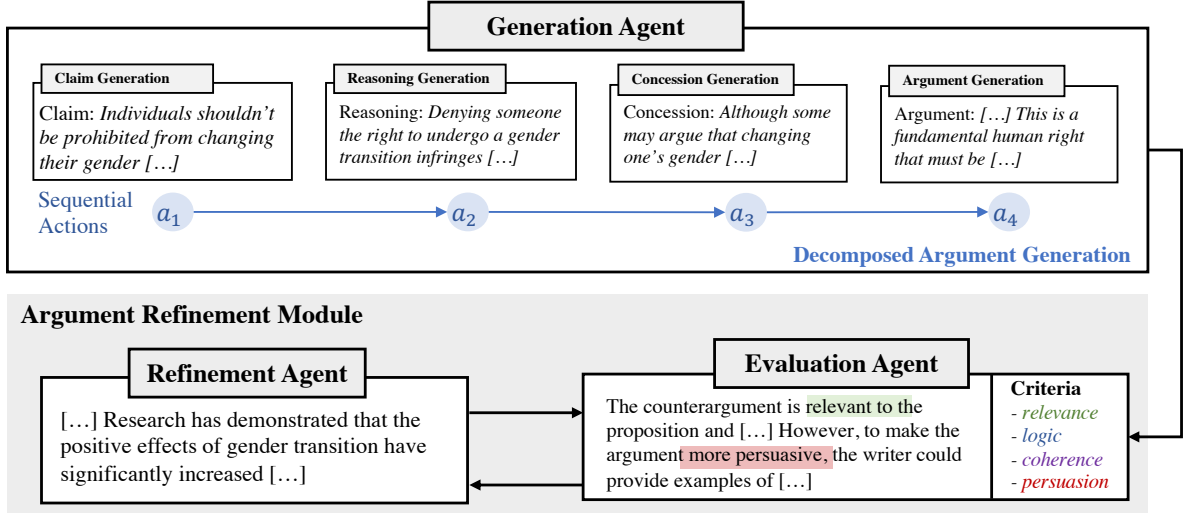 Generation Agent
Claim Generation
Claim: Individuals shouldn't
be prohibited from changing
their gender […]
Reasoning Generation
Reasoning: Denying someone
the right to undergo a gender
transition infringes […]
Concession Generation
Concession: Although some
may argue that changing
one's gender […]
Argument Generation
Argument: […] This is a
fundamental human right
that must be […]
Sequential
Actions
a1
a2
a3
a4
Decomposed Argument Generation
Argument Refinement Module
Refinement Agent
[…] Research has demonstrated that the
positive effects of gender transition have
significantly increased […]
Evaluation Agent
The counterargument is relevant to the
proposition and […] However, to make the
argument more persuasive, the writer could
provide examples of […]
Criteria
- relevance
- logic
- coherence
- persuasion